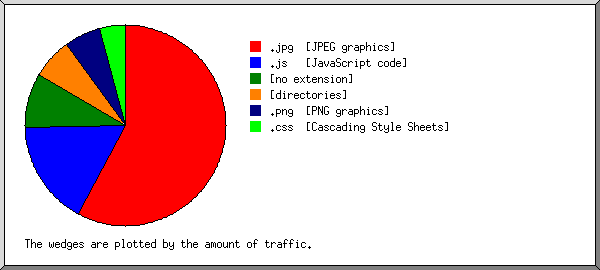 .jpg [JPEG graphics]
.js [JavaScript code]
[no extension]
[directories]
.png [PNG graphics]
.css [Cascading Style Sheets]
The wedges are plotted by the amount of traffic.